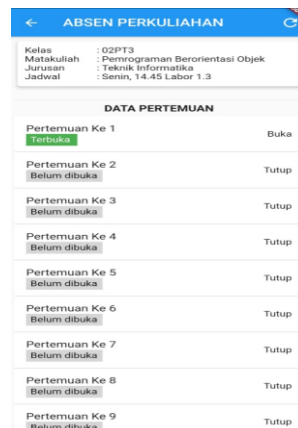 ABSEN PERKULIAHAN
Kelas : 02PT3
Matakuliah : Pemrograman Berorientasi Objek
Jurusan : Teknik Informatika
Jadwal : Senin, 14.45 Labor 1.3
DATA PERTEMUAN
Pertemuan Ke 1 Buka
Terbuka
Pertemuan Ke 2 Tutup
Belum dibuka
Pertemuan Ke 3 Tutup
Belum dibuka
Pertemuan Ke 4 Tutup
Belum dibuka
Pertemuan Ke 5 Tutup
Belum dibuka
Pertemuan Ke 6 Tutup
Belum dibuka
Pertemuan Ke 7 Tutup
Belum dibuka
Pertemuan Ke 8 Tutup
Belum dibuka
Pertemuan Ke 9 Tutup
Belum dibuka